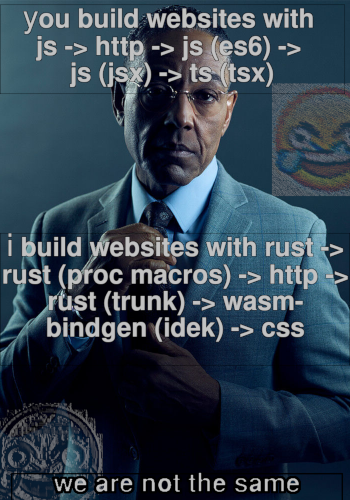 you build websites with
js -> http -> js (es6) ->
js (jsx) -> ts (tsx)
i build websites with rust ->
rust (proc macros) -> http ->
rust (trunk) -> wasm-
bindgen (idek) -> css
we are not the same